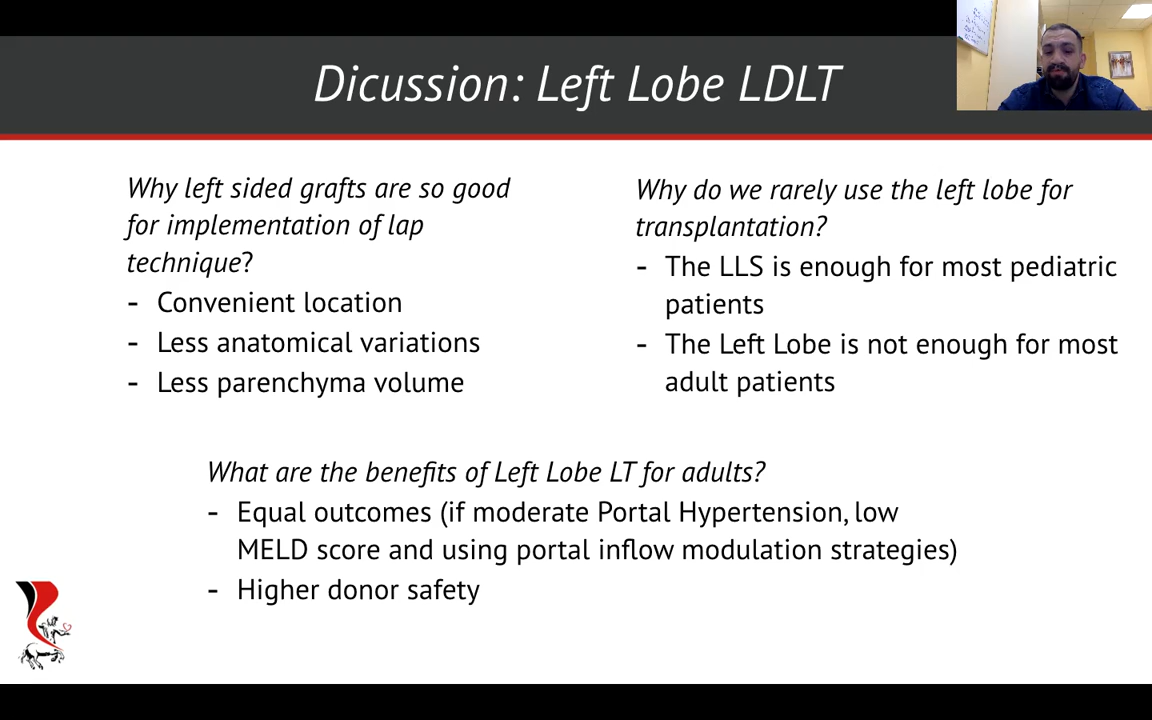 Dicussion: Left Lobe LDLT
Why left sided grafts are so good
for implementation of lap
technique?
- Convenient location
- Less anatomical variations
- Less parenchyma volume
Why do we rarely use the left lobe for
transplantation?
- The LLS is enough for most pediatric
patients
- The Left Lobe is not enough for most
adult patients
What are the benefits of Left Lobe LT for adults?
- Equal outcomes (if moderate Portal Hypertension, low
MELD score and using portal inflow modulation strategies)
- Higher donor safety